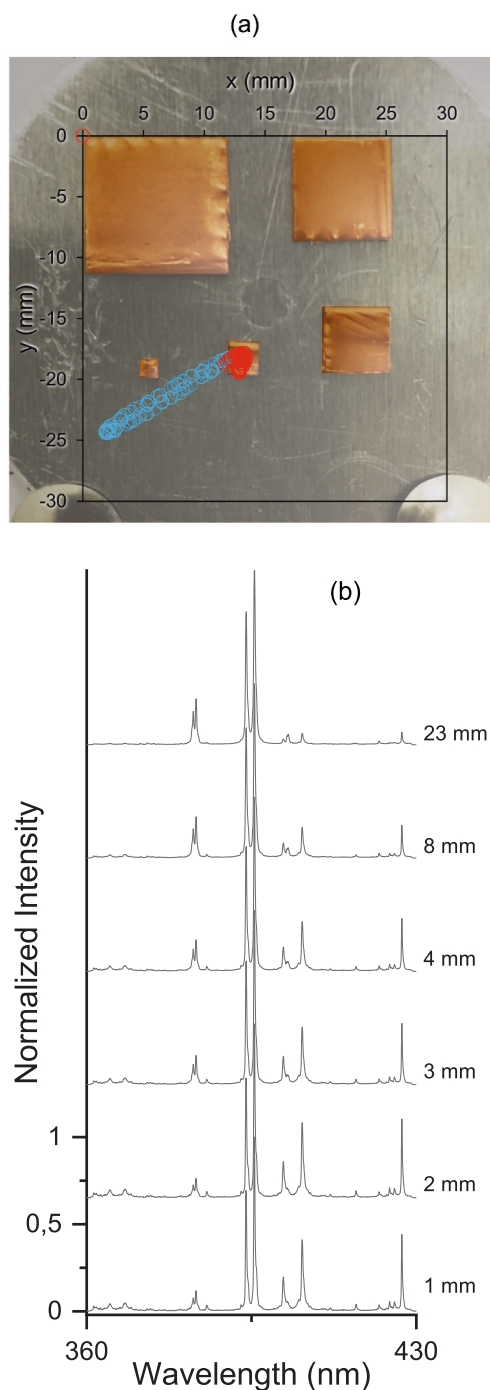 (a)
x (mm)
0 5 10 15 20 25 30
0
-5
-10
-15
-20
-25
-30
y (mm)
(b)
23 mm
8 mm
4 mm
3 mm
2 mm
1 mm
Normalized Intensity
1
0,5
0
360 430
Wavelength (nm)